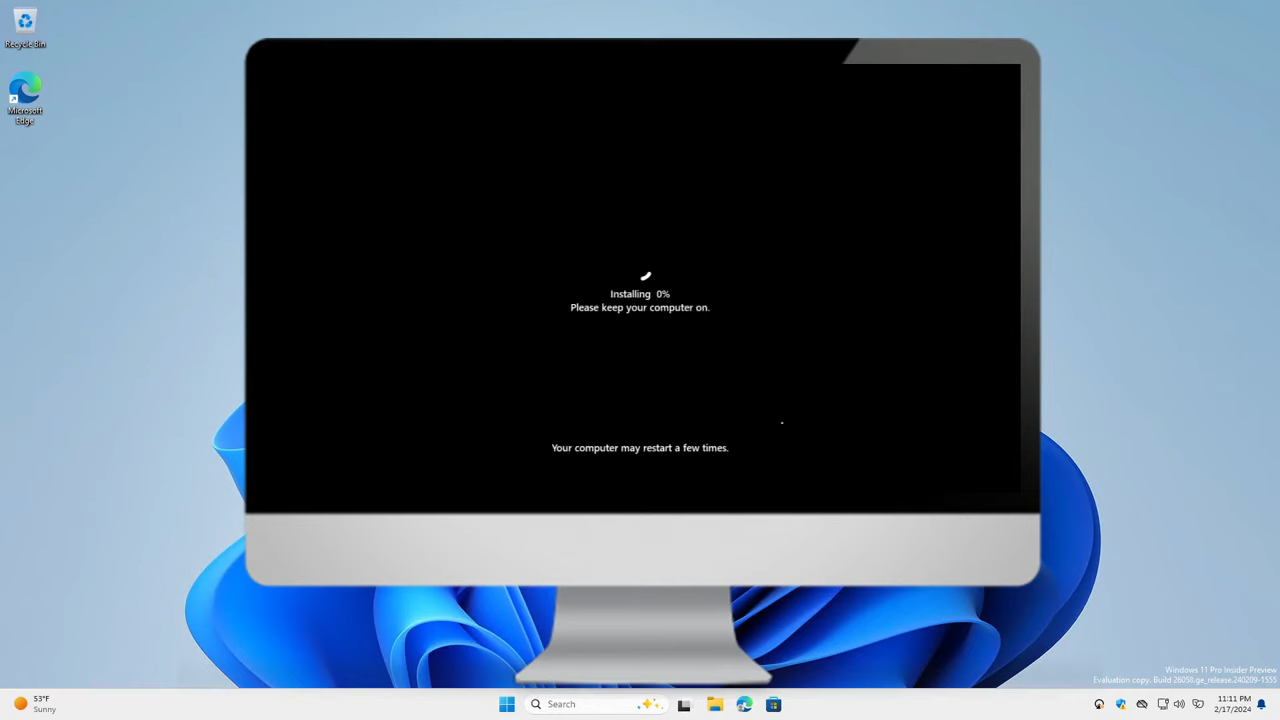 Recycle Bin
Microsoft
Edge
Installing 0%
Please keep your computer on.
Your computer may restart a few times.
Windows 11 Pro Insider Preview
Evaluation copy. Build 26058.ge_release.240209-1555
53°F
Sunny
Search
11:11 PM
2/17/2024